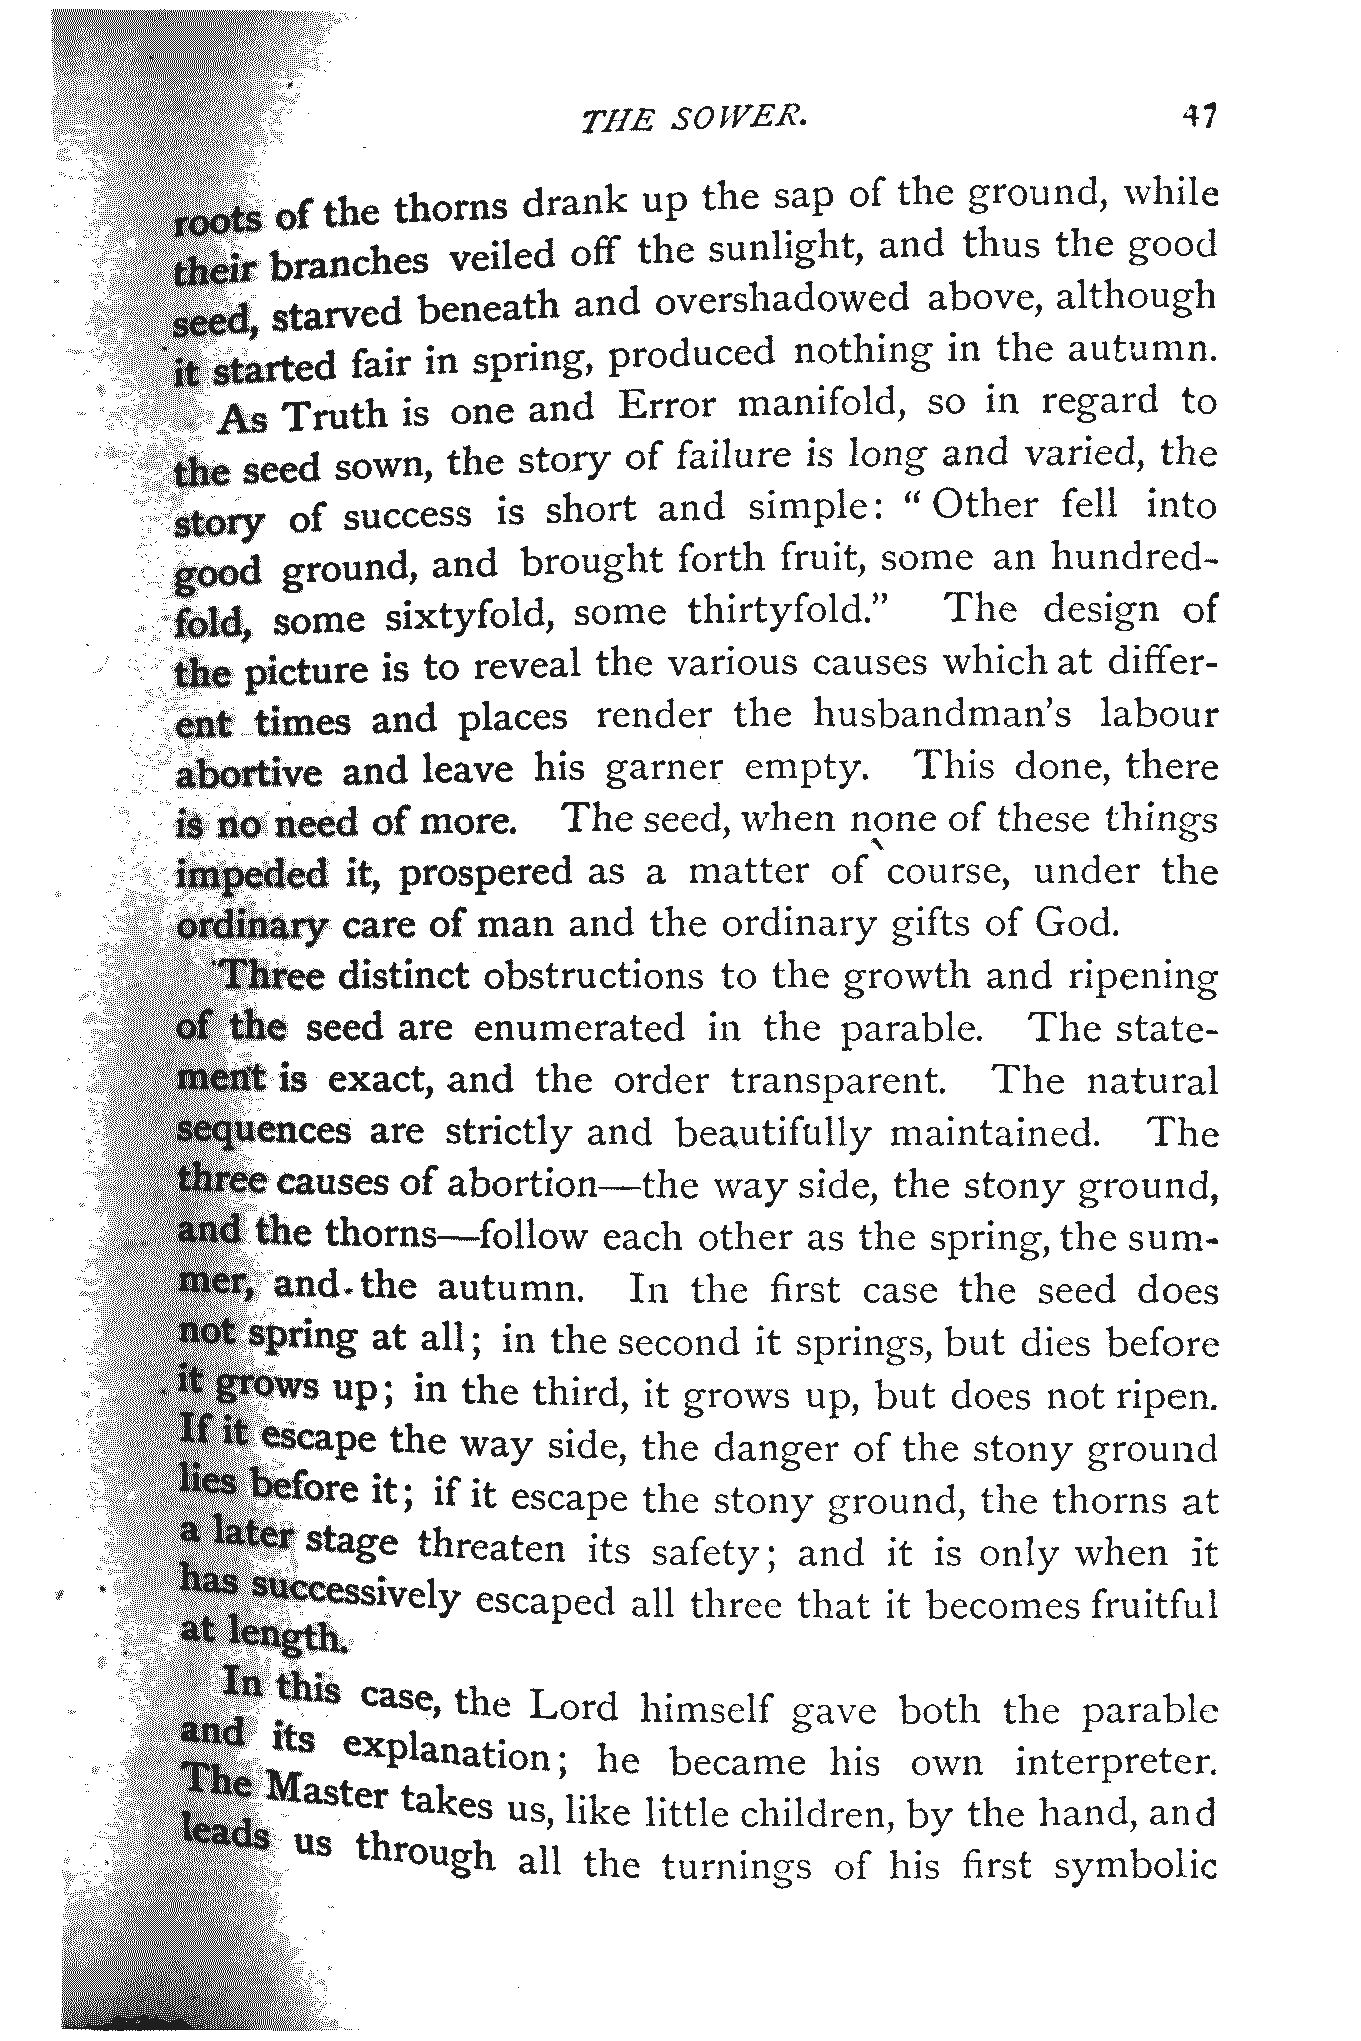 THE SOWER. 47
roots of the thorns drank up the sap of the ground, while
their branches veiled off the sunlight, and thus the good
seed, starved beneath and overshadowed above, although
it started fair in spring, produced nothing in the autumn.
As Truth is one and Error manifold, so in regard to
the seed sown, the story of failure is long and varied, the
story of success is short and simple: “Other fell into
good ground, and brought forth fruit, some an hundred-
fold, some sixtyfold, some thirtyfold.” The design of
the picture is to reveal the various causes which at differ-
ent times and places render the husbandman's labour
abortive and leave his garner empty. This done, there
is no need of more. The seed, when none of these things
impeded it, prospered as a matter of course, under the
ordinary care of man and the ordinary gifts of God.
Three distinct obstructions to the growth and ripening
of the seed are enumerated in the parable. The state-
ment is exact, and the order transparent. The natural
sequences are strictly and beautifully maintained. The
three causes of abortion—the way side, the stony ground,
and the thorns—follow each other as the spring, the sum-
mer, and the autumn. In the first case the seed does
not spring at all; in the second it springs, but dies before
it grows up; in the third, it grows up, but does not ripen.
If it escape the way side, the danger of the stony ground
lies before it; if it escape the stony ground, the thorns at
a later stage threaten its safety; and it is only when it
has successively escaped all three that it becomes fruitful
at length.
In this case, the Lord himself gave both the parable
and its explanation; he became his own interpreter.
The Master takes us, like little children, by the hand, and
leads us through all the turnings of his first symbolic